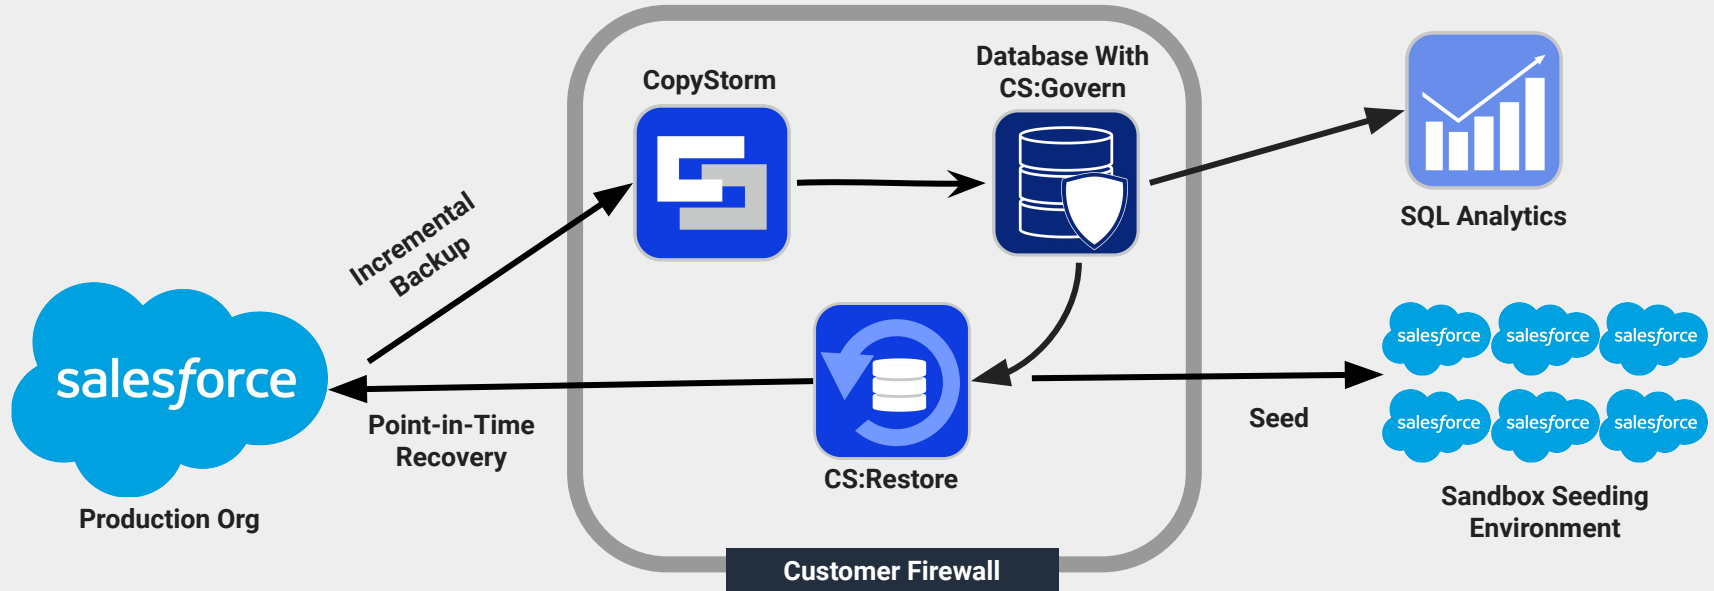 CopyStorm
Database With
CS:Govern
SQL Analytics
Incremental
Backup
salesforce
Production Org
Point-in-Time
Recovery
CS:Restore
Seed
salesforce salesforce salesforce
salesforce salesforce salesforce
Sandbox Seeding
Environment
Customer Firewall